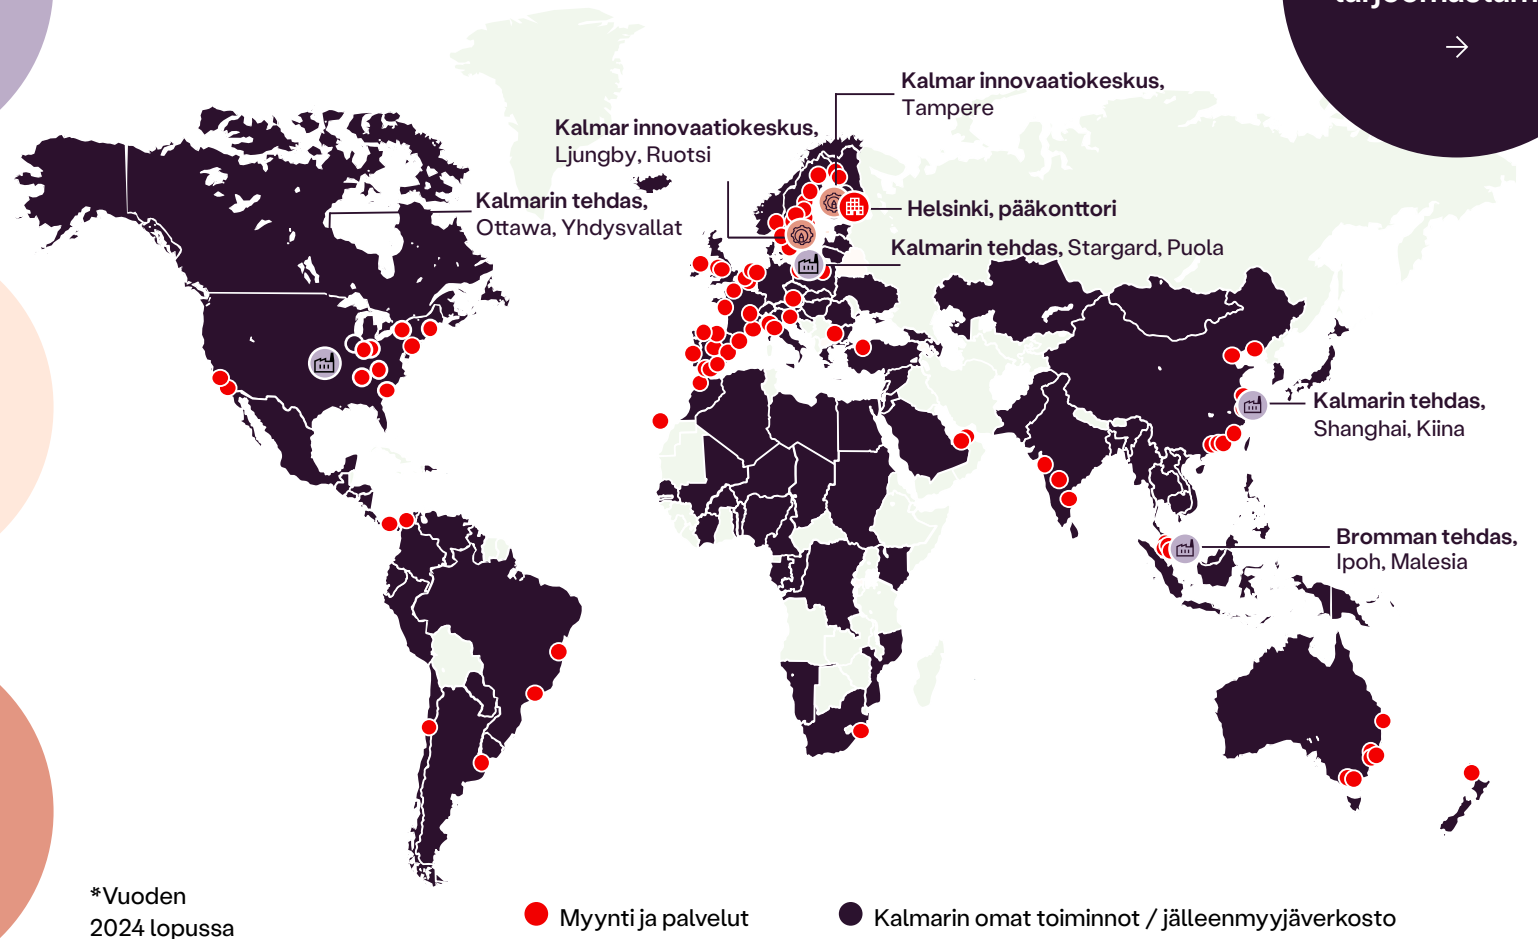 Kalmar innovaatiokeskus,
Tampere
Kalmar innovaatiokeskus,
Ljungby, Ruotsi
Kalmarin tehdas,
Ottawa, Yhdysvallat
Helsinki, pääkonttori
Kalmarin tehdas, Stargard, Puola
Kalmarin tehdas,
Shanghai, Kiina
Bromman tehdas,
Ipoh, Malesia
*Vuoden
2024 lopussa
Myynti ja palvelut
Kalmarin omat toiminnot / jälleenmyyjäverkosto